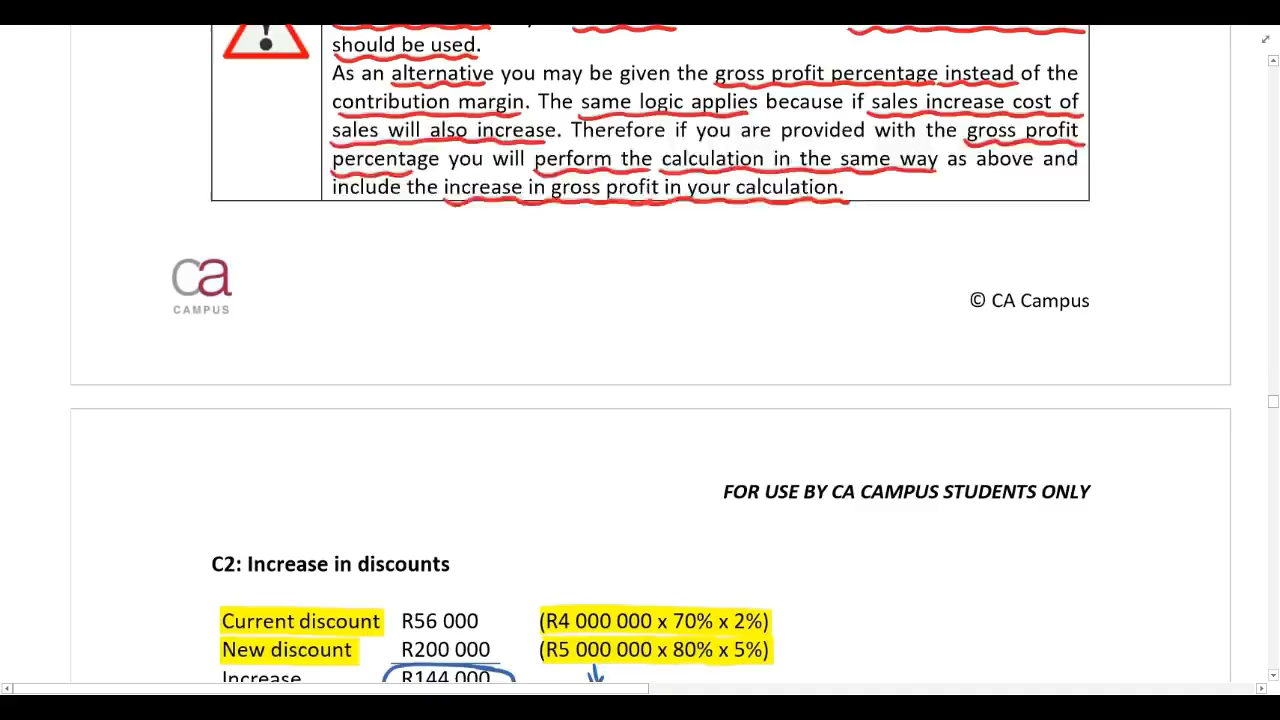 should be used.
As an alternative you may be given the gross profit percentage instead of the
contribution margin. The same logic applies because if sales increase cost of
sales will also increase. Therefore if you are provided with the gross profit
percentage you will perform the calculation in the same way as above and
include the increase in gross profit in your calculation.
ca
CAMPUS
© CA Campus
FOR USE BY CA CAMPUS STUDENTS ONLY
C2: Increase in discounts
Current discount R56 000 (R4 000 000 x 70% x 2%)
New discount R200 000 (R5 000 000 x 80% x 5%)
Increase R144 000